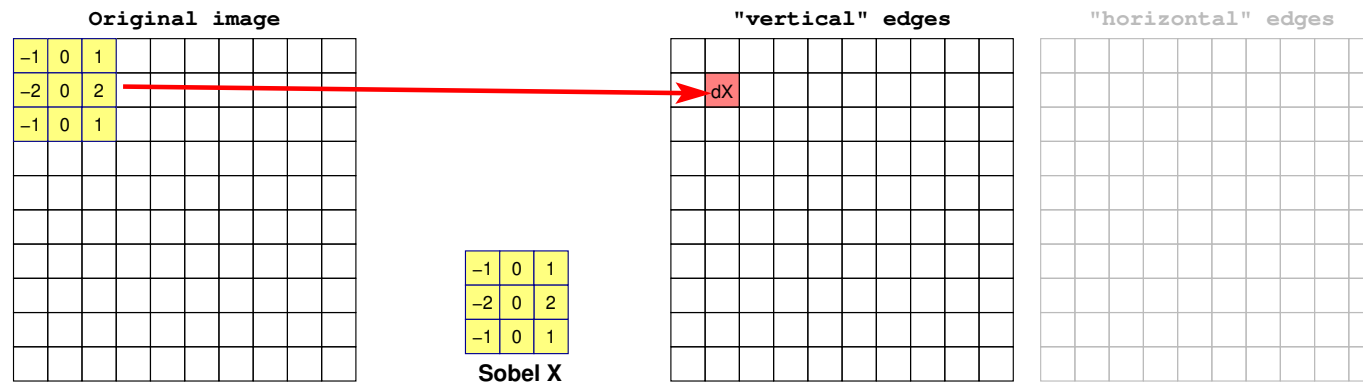 Original image
"vertical" edges
"horizontal" edges
−1 0 1
−2 0 2
−1 0 1
dX
−1 0 1
−2 0 2
−1 0 1
Sobel X